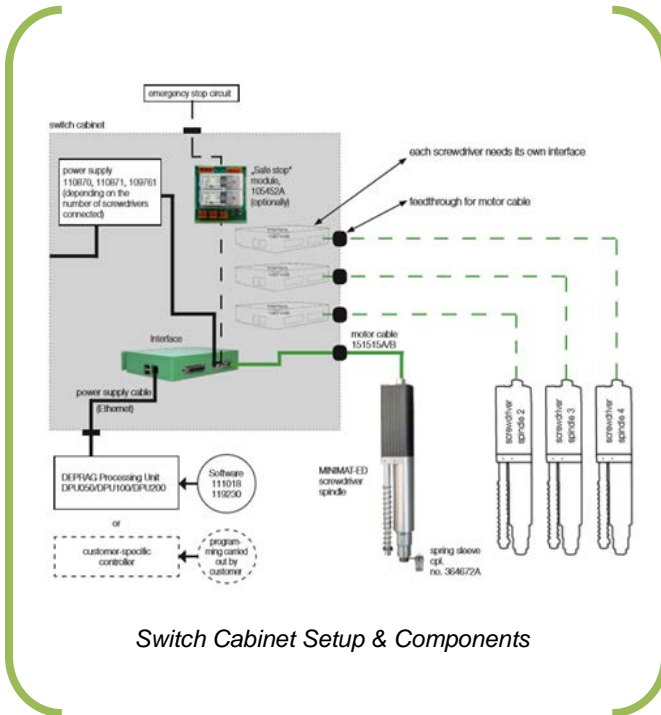 emergency stop circuit
switch cabinet
power supply
110870, 110871, 109761
(depending on the
number of screwdrivers
connected)
„Safe stop“
module,
105452A
(optionally)
each screwdriver needs its own interface
feedthrough for motor cable
Interface
motor cable
151515A/B
power supply cable
(Ethernet)
DEPRAG Processing Unit
DPU050/DPU100/DPU200
Software
111018
119230
or
customer-specific
controller
program-
ming carried
out by
customer
MINIMAT-ED
screwdriver
spindle
spring sleeve
cpl.
no. 364672A
screwdriver
spindle 2
screwdriver
spindle 3
screwdriver
spindle 4
Switch Cabinet Setup & Components